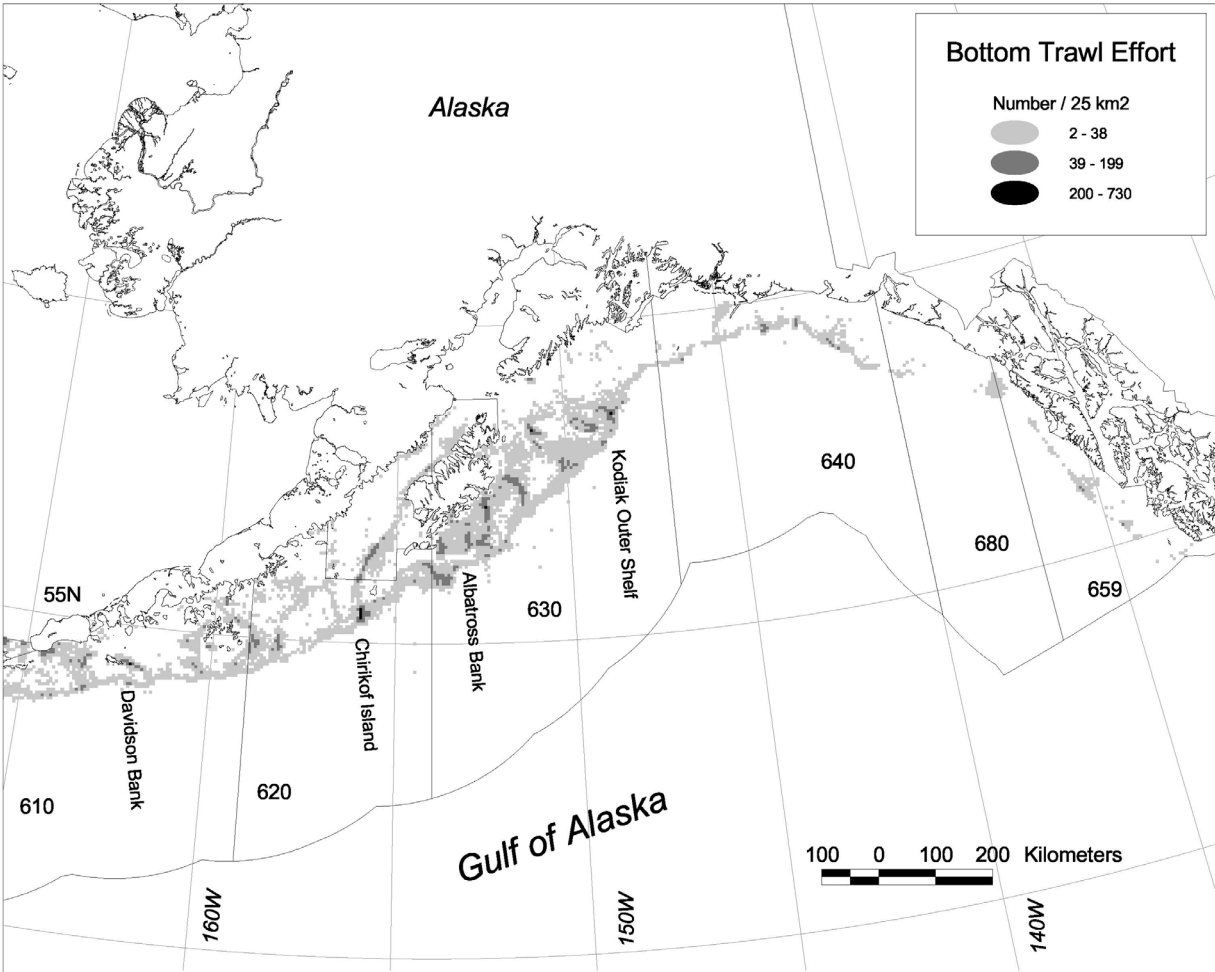 Bottom Trawl Effort
Number / 25 km2
2 - 38
39 - 199
200 - 730
Alaska
640
680
659
55N
Kodiak Outer Shelf
630
Albatross Bank
Chirikof Island
Davidson Bank
610
620
Gulf of Alaska
100 0 100 200 Kilometers
160W
150W
140W